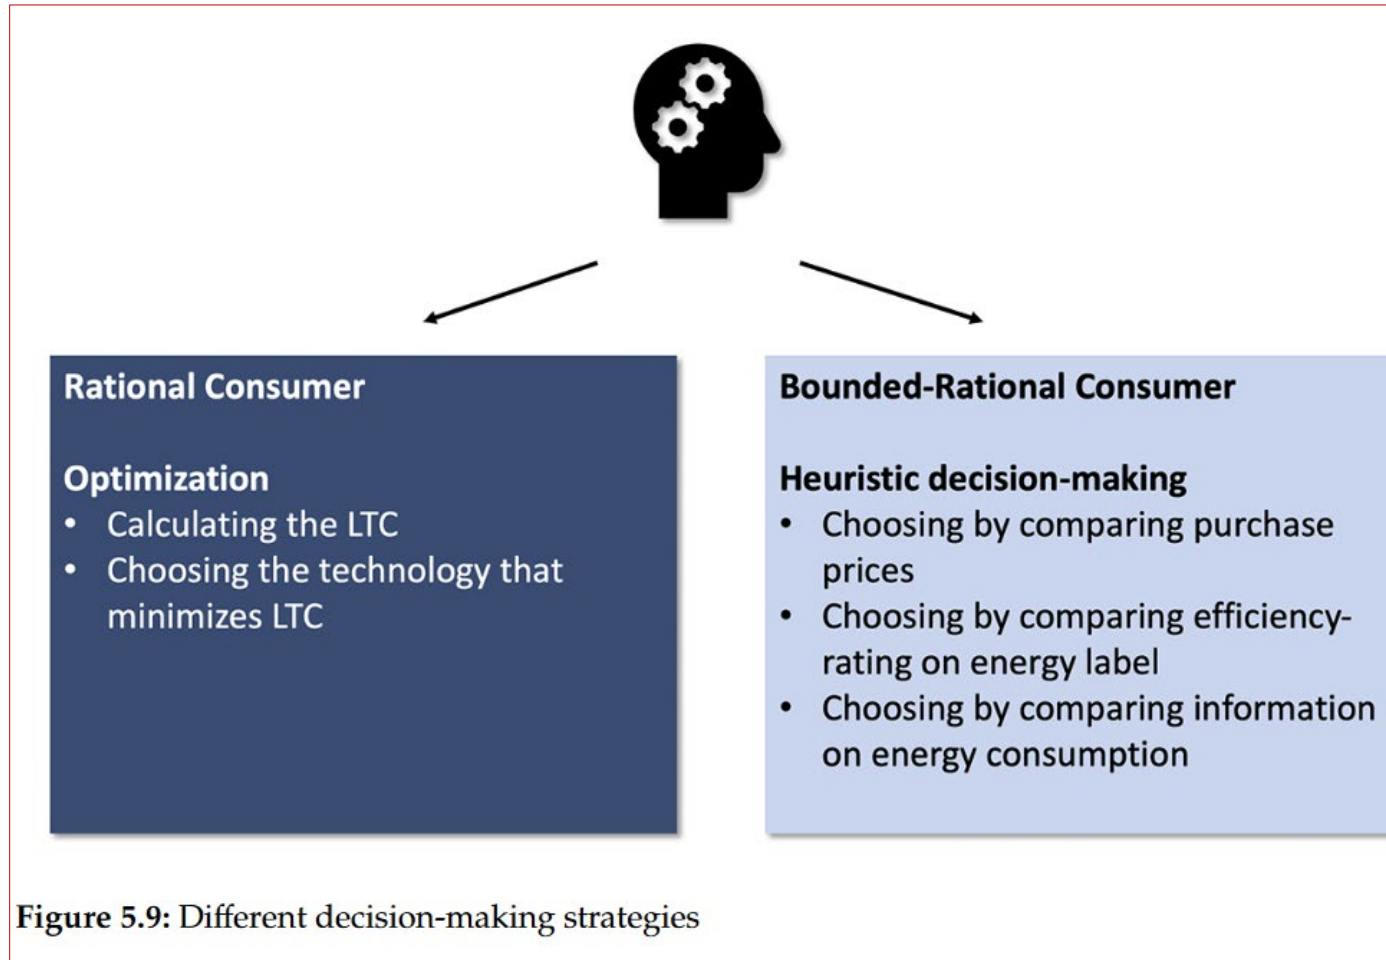 Rational Consumer
Optimization
• Calculating the LTC
• Choosing the technology that
minimizes LTC
Bounded-Rational Consumer
Heuristic decision-making
• Choosing by comparing purchase
prices
• Choosing by comparing efficiency-
rating on energy label
• Choosing by comparing information
on energy consumption
Figure 5.9: Different decision-making strategies